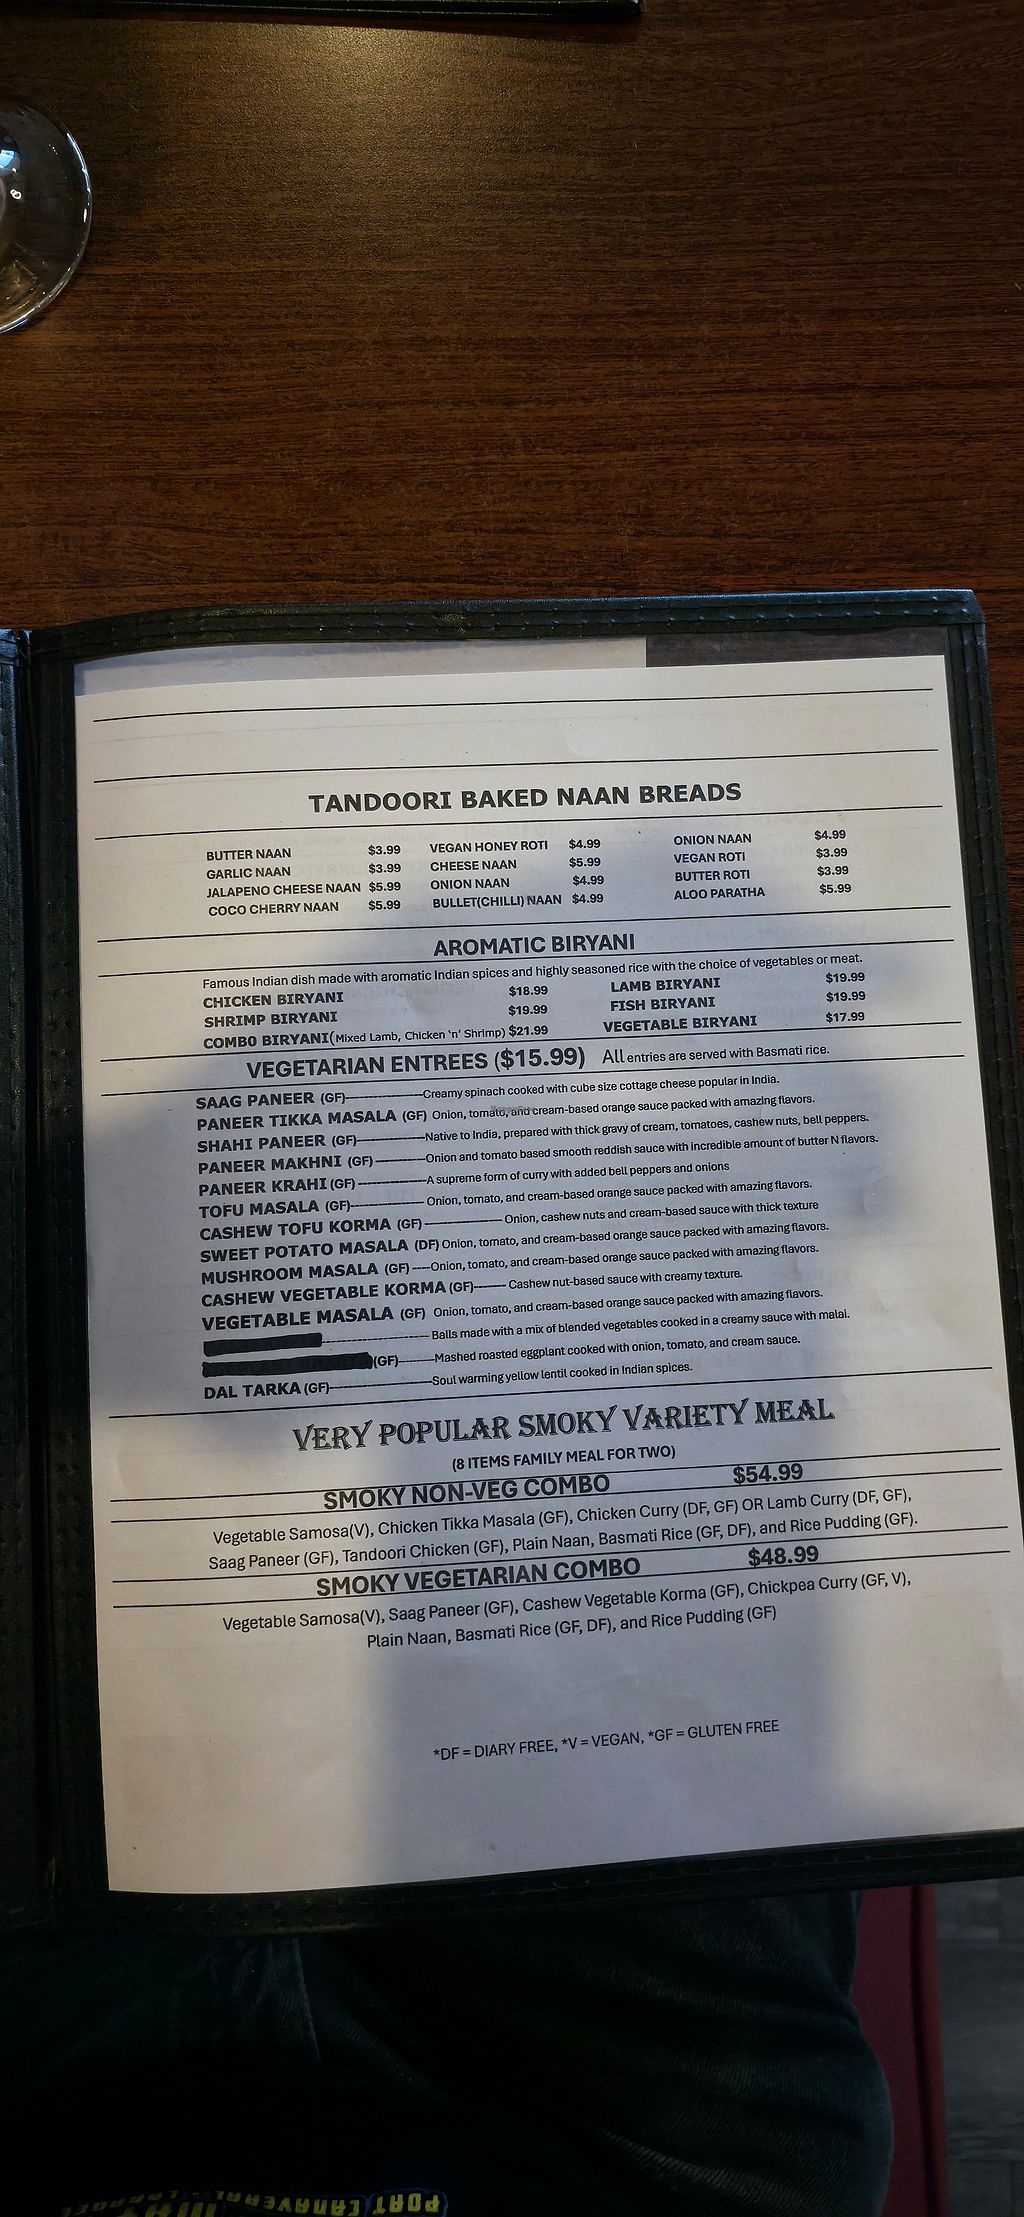 TANDOORI BAKED NAAN BREADS
BUTTER NAAN $3.99 VEGAN HONEY ROTI $4.99 ONION NAAN $4.99
GARLIC NAAN $3.99 CHEESE NAAN $5.99 VEGAN ROTI $3.99
JALAPENO CHEESE NAAN $5.99 ONION NAAN $4.99 BUTTER ROTI $3.99
COCO CHERRY NAAN $5.99 BULLET(CHILLI) NAAN $4.99 ALOO PARATHA $5.99
AROMATIC BIRYANI
Famous Indian dish made with aromatic Indian spices and highly seasoned rice with the choice of vegetables or meat.
CHICKEN BIRYANI $18.99 LAMB BIRYANI $19.99
SHRIMP BIRYANI $19.99 FISH BIRYANI $19.99
COMBO BIRYANI(Mixed Lamb, Chicken 'n' Shrimp) $21.99 VEGETABLE BIRYANI $17.99
VEGETARIAN ENTREES ($15.99) All entries are served with Basmati rice.
SAAG PANEER (GF)---Creamy spinach cooked with cube size cottage cheese popular in India.
PANEER TIKKA MASALA (GF) Onion, tomato, and cream-based orange sauce packed with amazing flavors.
SHAHI PANEER (GF)---Native to India, prepared with thick gravy of cream, tomatoes, cashew nuts, bell peppers.
PANEER MAKHNI (GF)---Onion and tomato based smooth reddish sauce with incredible amount of butter N flavors.
PANEER KRAHI (GF)---A supreme form of curry with added bell peppers and onions
TOFU MASALA (GF)---Onion, tomato, and cream-based orange sauce packed with amazing flavors.
CASHEW TOFU KORMA (GF)---Onion, cashew nuts and cream-based sauce with thick texture
SWEET POTATO MASALA (DF) Onion, tomato, and cream-based orange sauce packed with amazing flavors.
MUSHROOM MASALA (GF)---Onion, tomato, and cream-based orange sauce packed with amazing flavors.
CASHEW VEGETABLE KORMA (GF)--- Cashew nut-based sauce with creamy texture.
VEGETABLE MASALA (GF) Onion, tomato, and cream-based orange sauce packed with amazing flavors.
---Balls made with a mix of blended vegetables cooked in a creamy sauce with malai.
(GF)---Mashed roasted eggplant cooked with onion, tomato, and cream sauce.
DAL TARKA (GF)---Soul warming yellow lentil cooked in Indian spices.
VERY POPULAR SMOKY VARIETY MEAL
(8 ITEMS FAMILY MEAL FOR TWO)
SMOKY NON-VEG COMBO $54.99
Vegetable Samosa(V), Chicken Tikka Masala (GF), Chicken Curry (DF, GF) OR Lamb Curry (DF, GF),
Saag Paneer (GF), Tandoori Chicken (GF), Plain Naan, Basmati Rice (GF, DF), and Rice Pudding (GF).
SMOKY VEGETARIAN COMBO $48.99
Vegetable Samosa(V), Saag Paneer (GF), Cashew Vegetable Korma (GF), Chickpea Curry (GF, V),
Plain Naan, Basmati Rice (GF, DF), and Rice Pudding (GF)
*DF = DIARY FREE, *V = VEGAN, *GF = GLUTEN FREE
PORT CANAVERAL